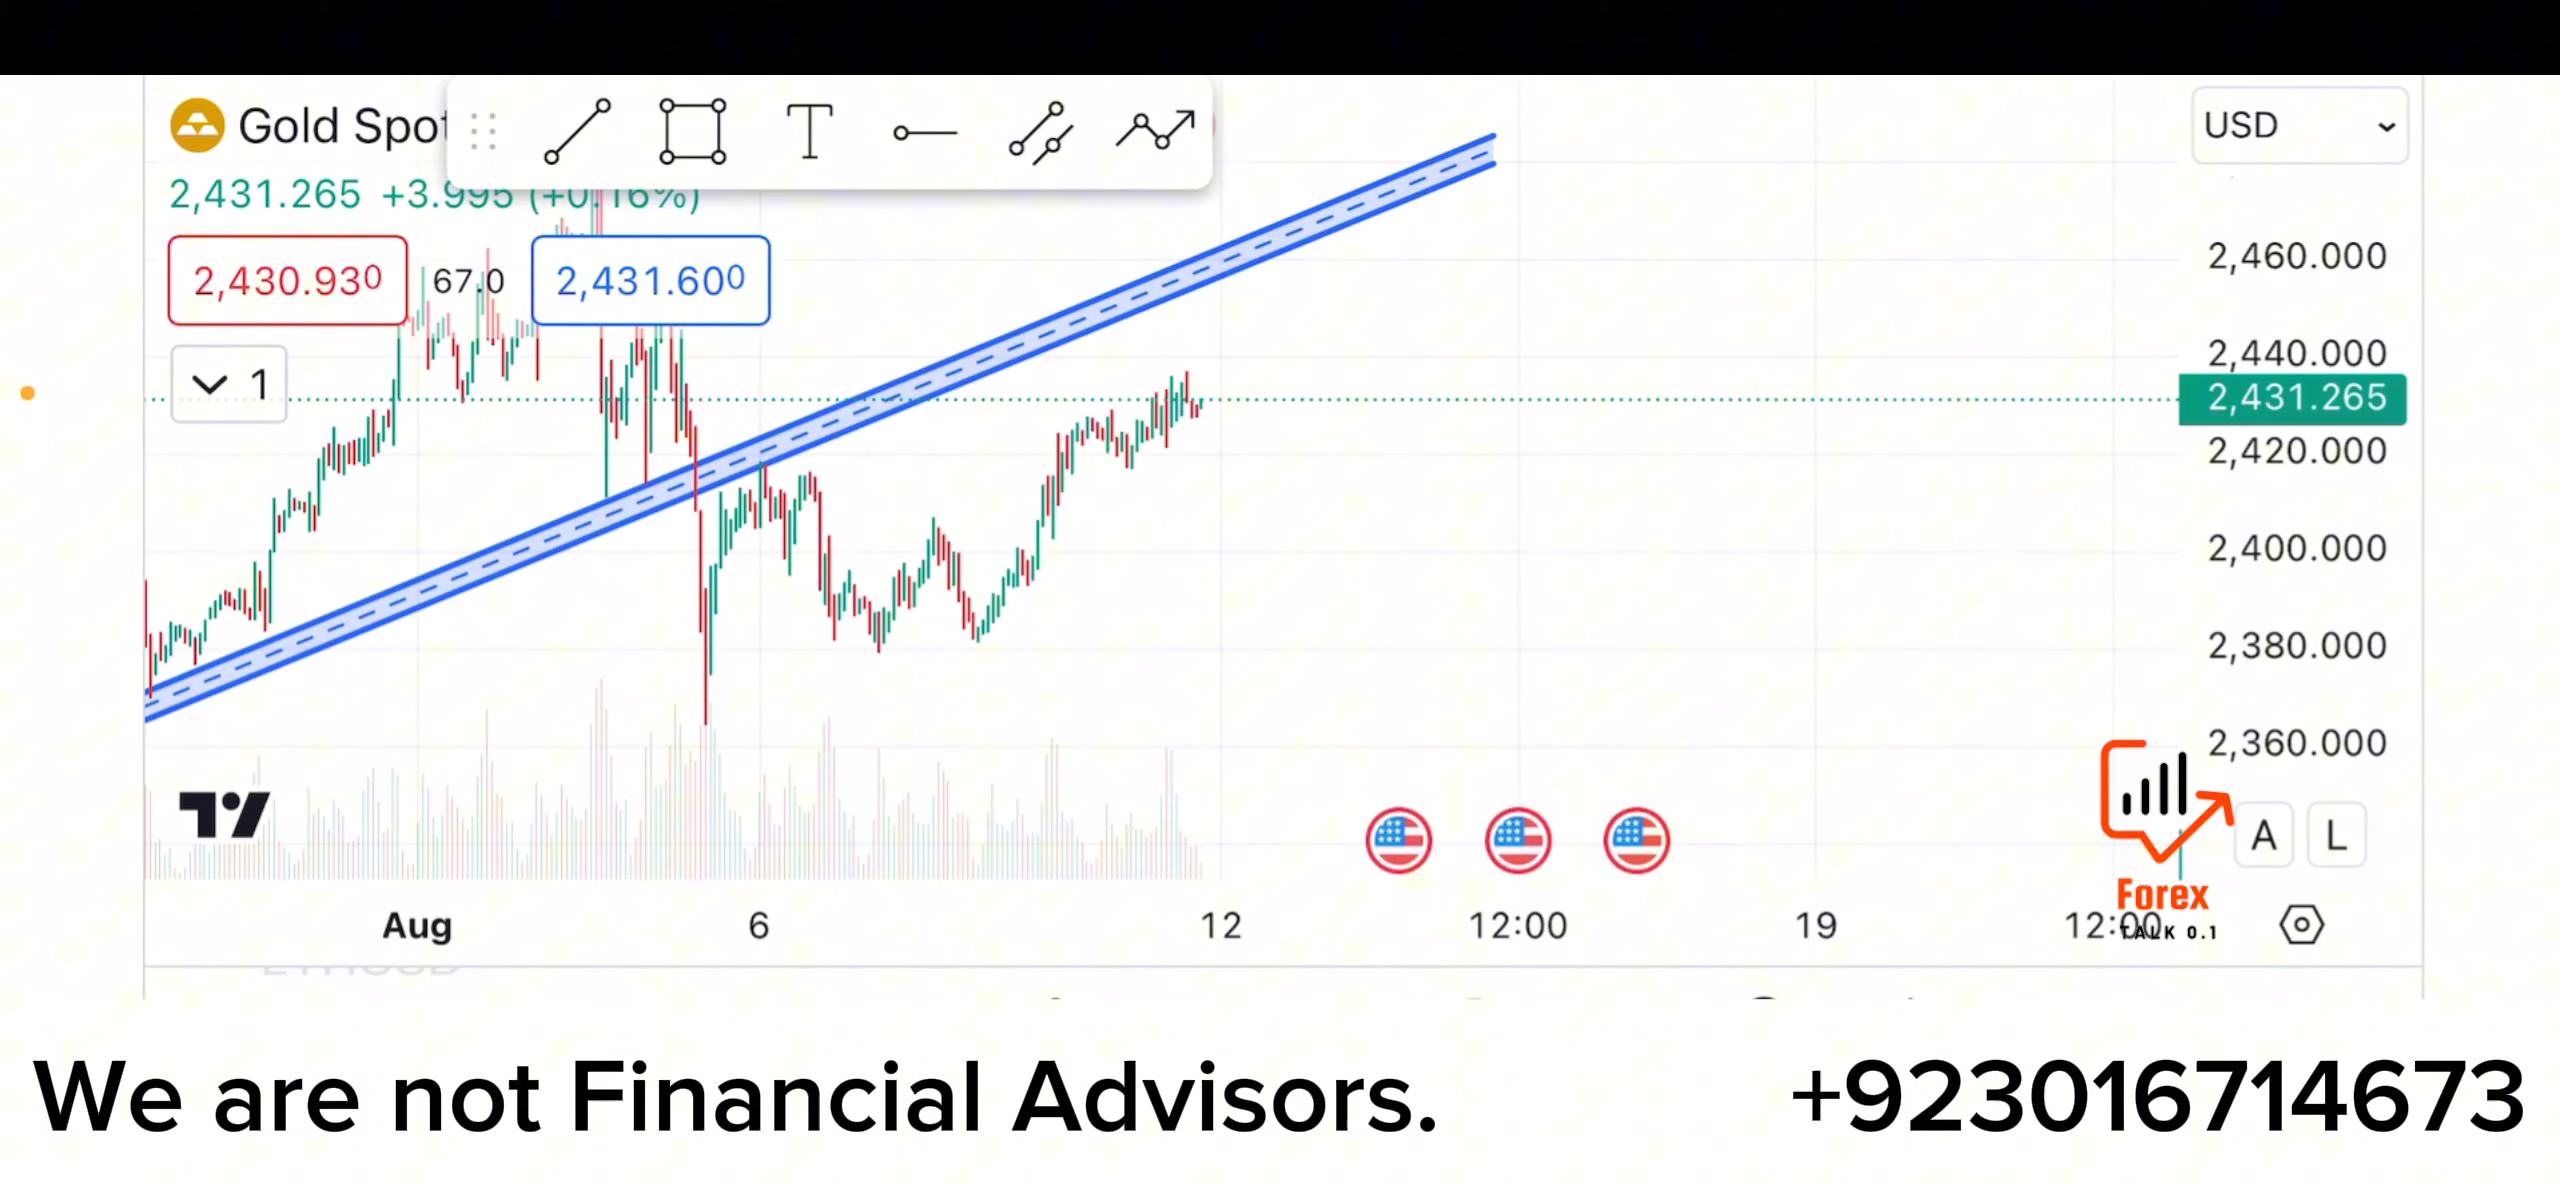 Gold Spot
2,431.265 +3.995 (+0.16%)
2,430.930 67.0 2,431.600
1
USD
2,460.000
2,440.000
2,431.265
2,420.000
2,400.000
2,380.000
2,360.000
A L
Forex
TALK 0.1
Aug 6 12 12:00 19 12:00
We are not Financial Advisors. +923016714673